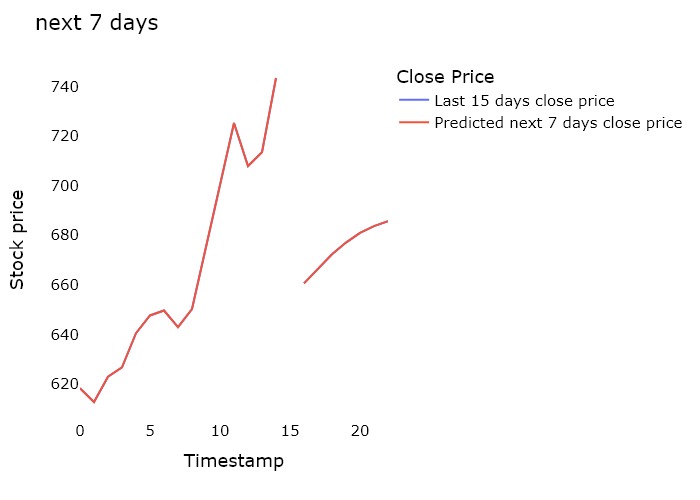 next 7 days
Close Price
Last 15 days close price
Predicted next 7 days close price
Stock price
740
720
700
680
660
640
620
0 5 10 15 20
Timestamp